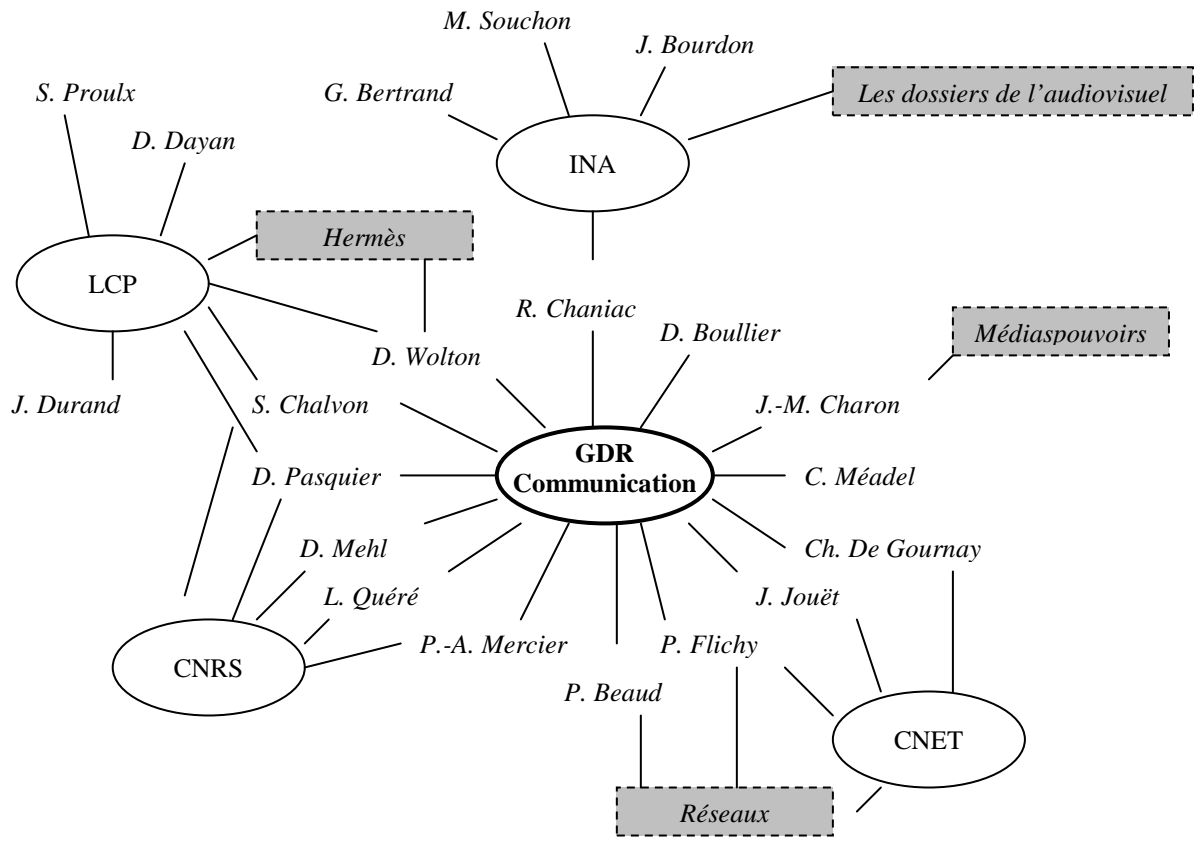 M. Souchon
J. Bourdon
S. Proulx
G. Bertrand
Les dossiers de l'audiovisuel
D. Dayan
INA
Hermès
LCP
R. Chaniac
D. Boullier
Médiaspouvoirs
D. Wolton
J. Durand
S. Chalvon
J.-M. Charon
GDR
Communication
D. Pasquier
C. Méadel
D. Mehl
Ch. De Gournay
L. Quéré
J. Jouët
P.-A. Mercier
P. Flichy
CNRS
P. Beaud
CNET
Réseaux